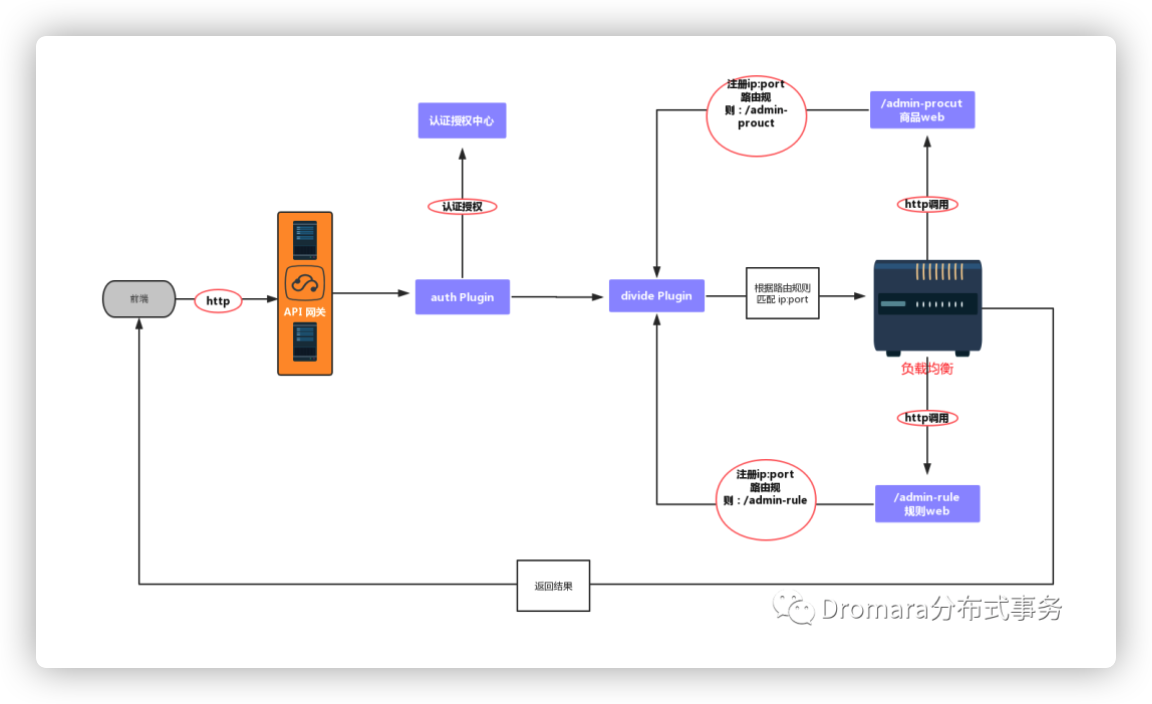 注册ip:port
路由规
则：/admin-
prouct
/admin-procut
商品web
认证授权中心
认证授权
http调用
前端
http
API 网关
auth Plugin
divide Plugin
根据路由规则
匹配 ip:port
负载均衡
http调用
注册ip:port
路由规
则：/admin-rule
/admin-rule
规则web
返回结果
Dromara分布式事务